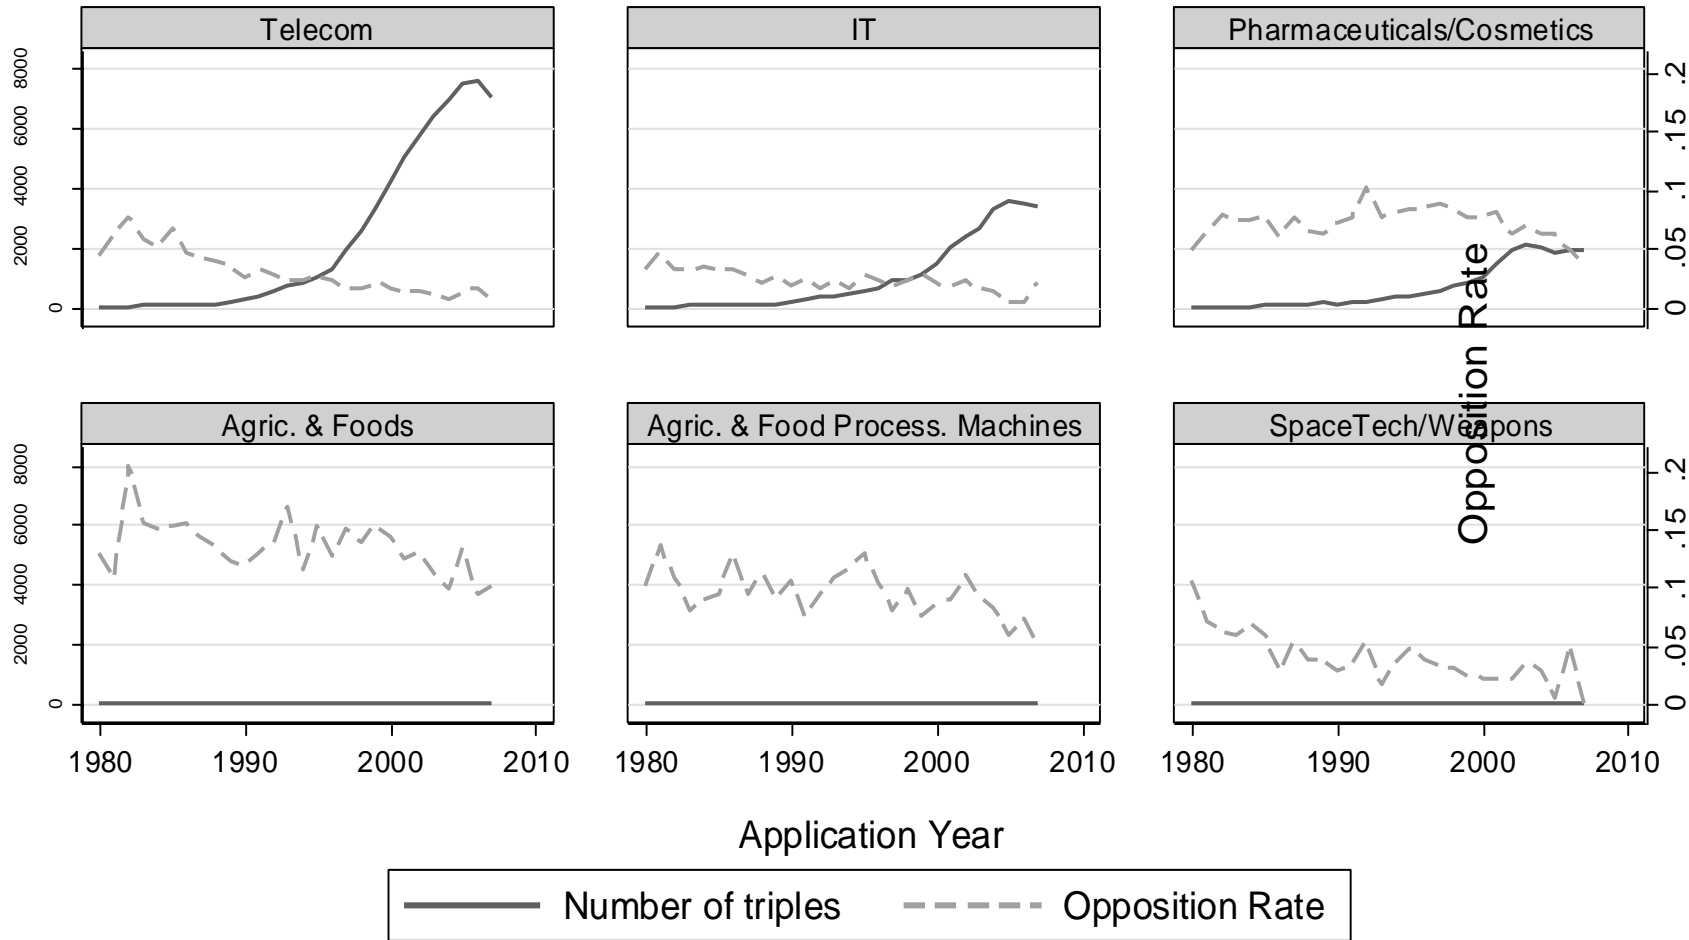 Telecom
IT
Pharmaceuticals/Cosmetics
8000
6000
4000
2000
0
.2
.15
.1
.05
0
Opposition Rate
Agric. & Foods
Agric. & Food Process. Machines
SpaceTech/Weapons
8000
6000
4000
2000
0
.2
.15
.1
.05
0
1980 1990 2000 2010
1980 1990 2000 2010
1980 1990 2000 2010
Application Year
Number of triples
Opposition Rate